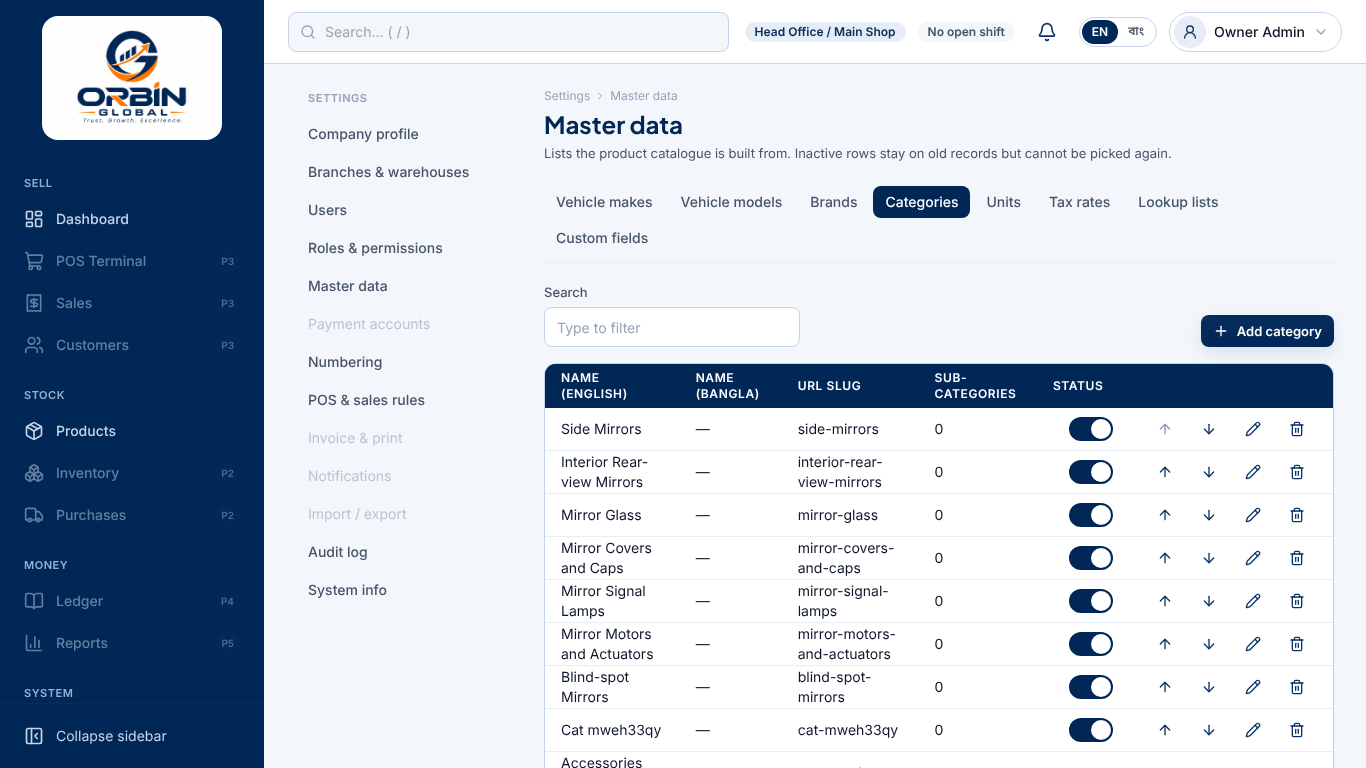 ORBIN
GLOBAL
Trust. Growth. Excellence.
SELL
Dashboard
POS Terminal P3
Sales P3
Customers P3
STOCK
Products
Inventory P2
Purchases P2
MONEY
Ledger P4
Reports P5
SYSTEM
Collapse sidebar
Search... ( / )
Head Office / Main Shop
No open shift
EN বাং
Owner Admin
SETTINGS
Company profile
Branches & warehouses
Users
Roles & permissions
Master data
Payment accounts
Numbering
POS & sales rules
Invoice & print
Notifications
Import / export
Audit log
System info
Settings > Master data
Master data
Lists the product catalogue is built from. Inactive rows stay on old records but cannot be picked again.
Vehicle makes Vehicle models Brands Categories Units Tax rates Lookup lists
Custom fields
Search
Type to filter
+ Add category
NAME (ENGLISH) NAME (BANGLA) URL SLUG SUB-CATEGORIES STATUS
Side Mirrors — side-mirrors 0
Interior Rear-view Mirrors — interior-rear-view-mirrors 0
Mirror Glass — mirror-glass 0
Mirror Covers and Caps — mirror-covers-and-caps 0
Mirror Signal Lamps — mirror-signal-lamps 0
Mirror Motors and Actuators — mirror-motors-and-actuators 0
Blind-spot Mirrors — blind-spot-mirrors 0
Cat mweh33qy — cat-mweh33qy 0
Accessories